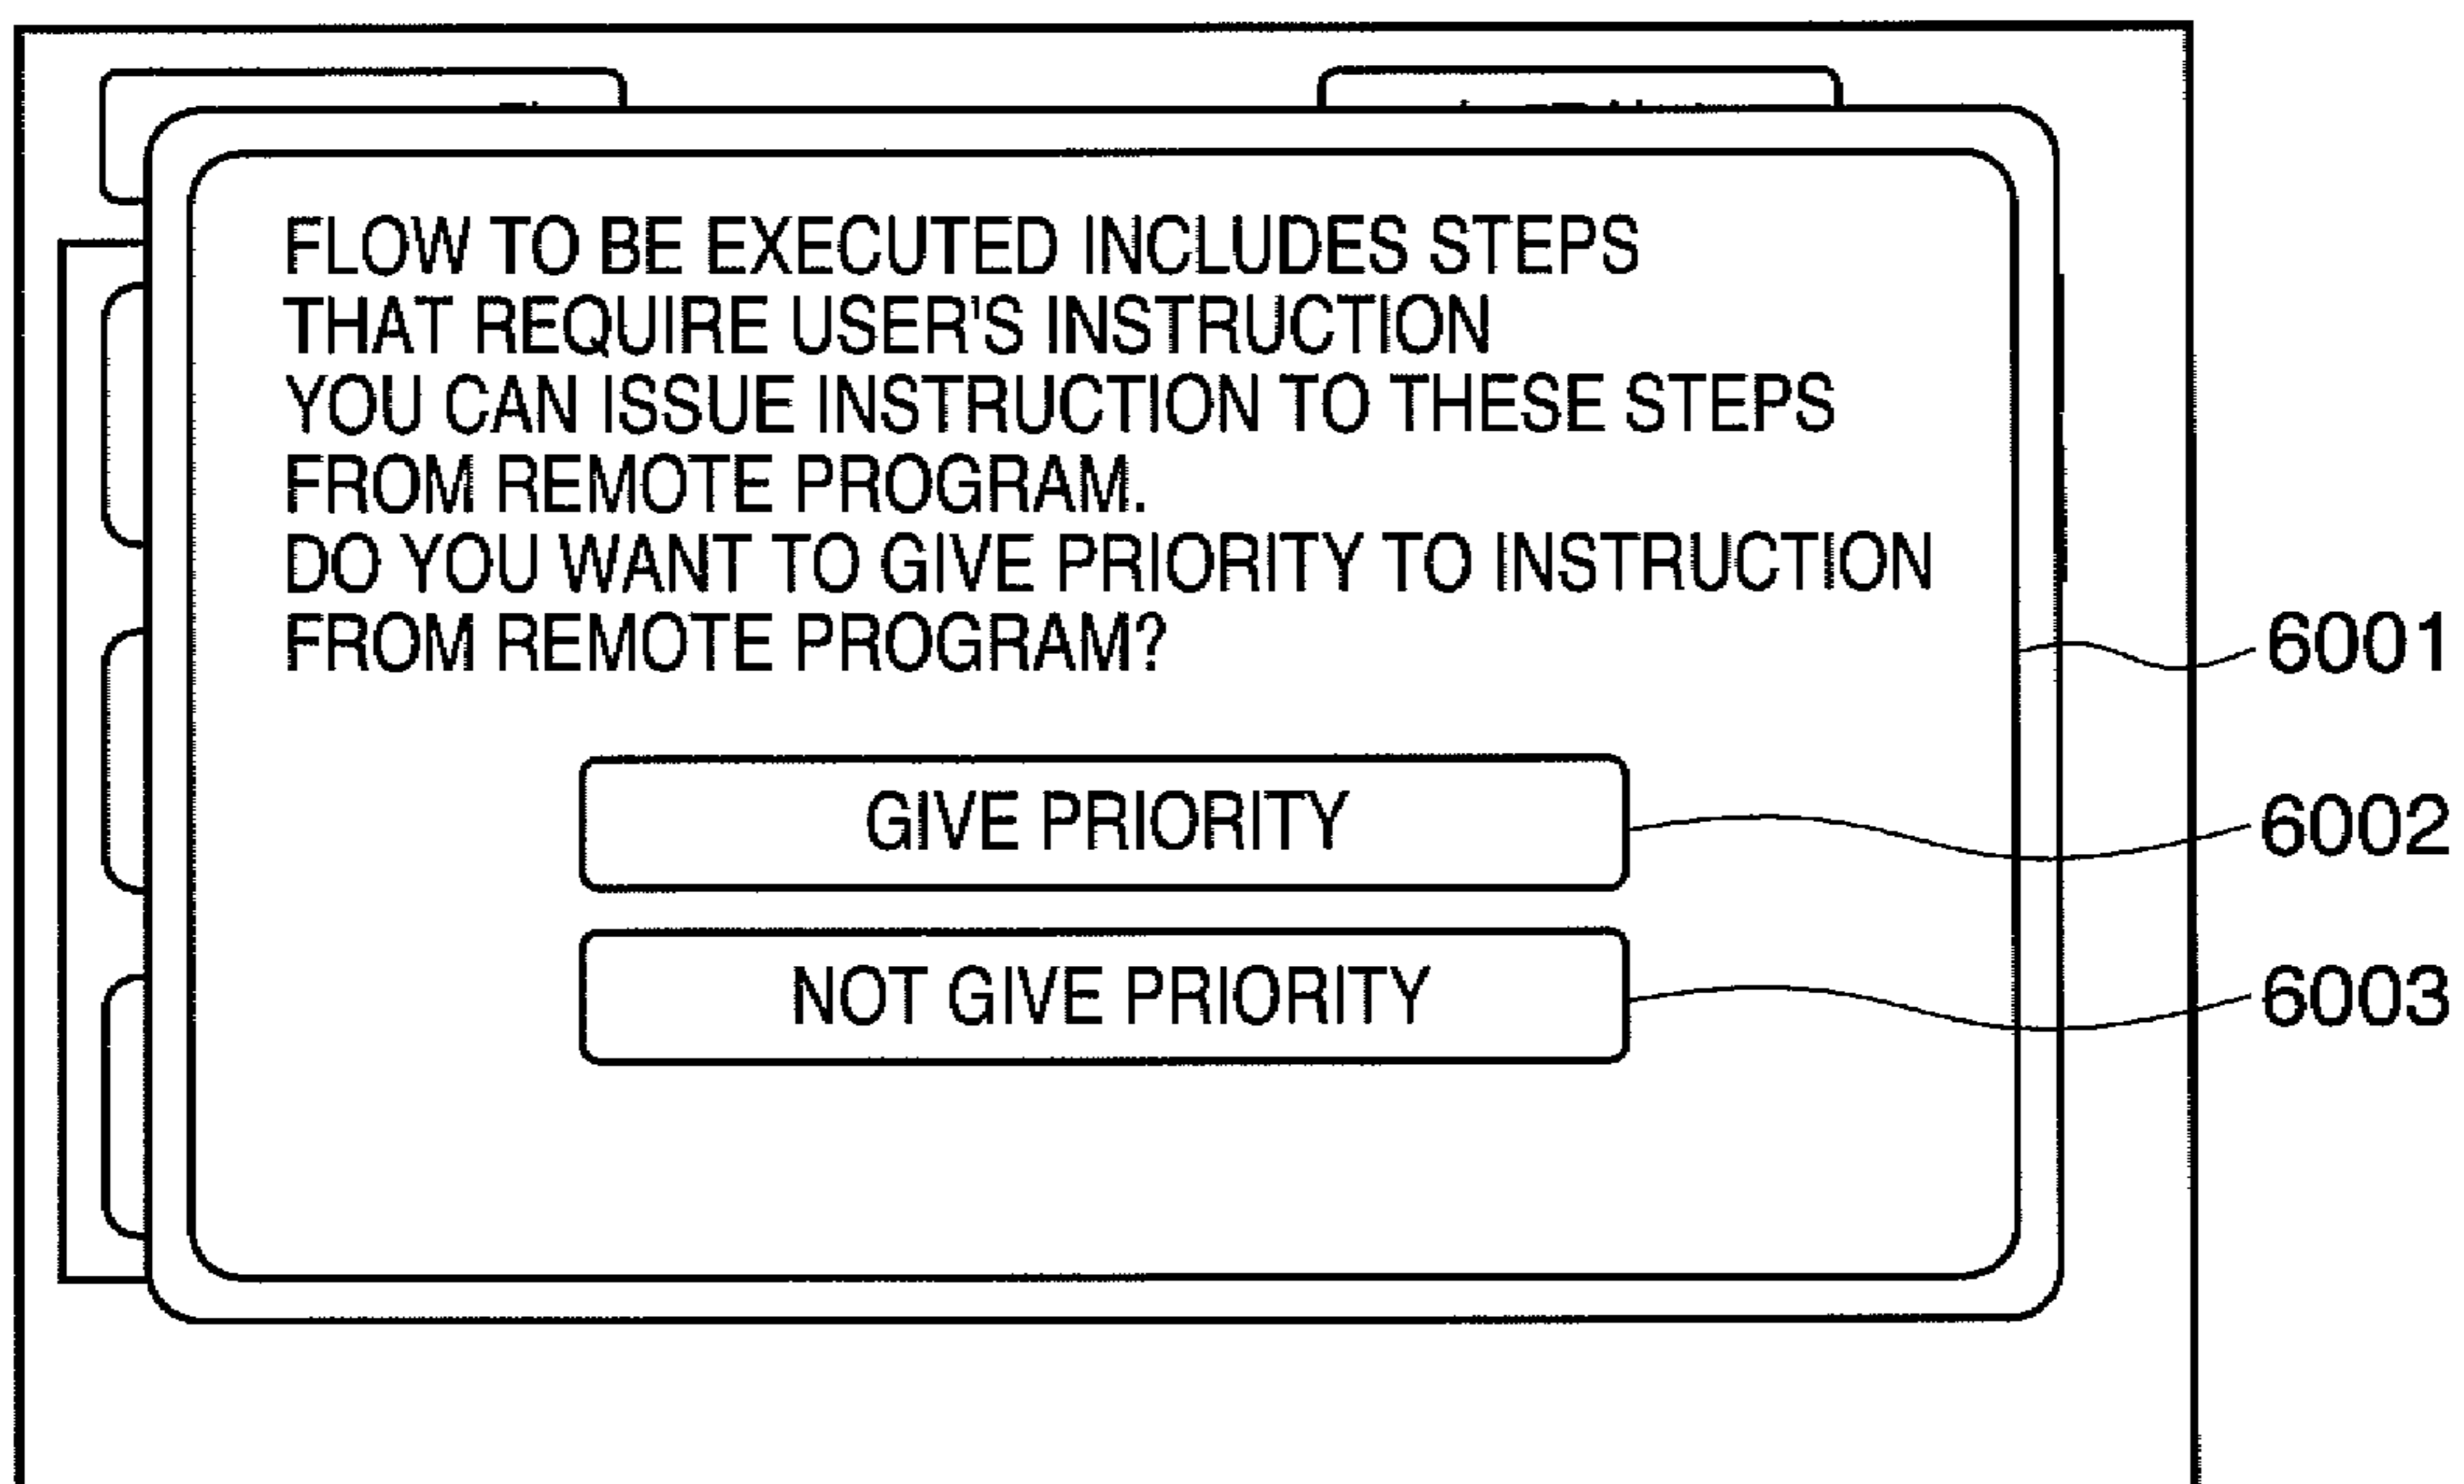 FLOW TO BE EXECUTED INCLUDES STEPS
THAT REQUIRE USER'S INSTRUCTION
YOU CAN ISSUE INSTRUCTION TO THESE STEPS
FROM REMOTE PROGRAM.
DO YOU WANT TO GIVE PRIORITY TO INSTRUCTION
FROM REMOTE PROGRAM?
6001
GIVE PRIORITY
6002
NOT GIVE PRIORITY
6003